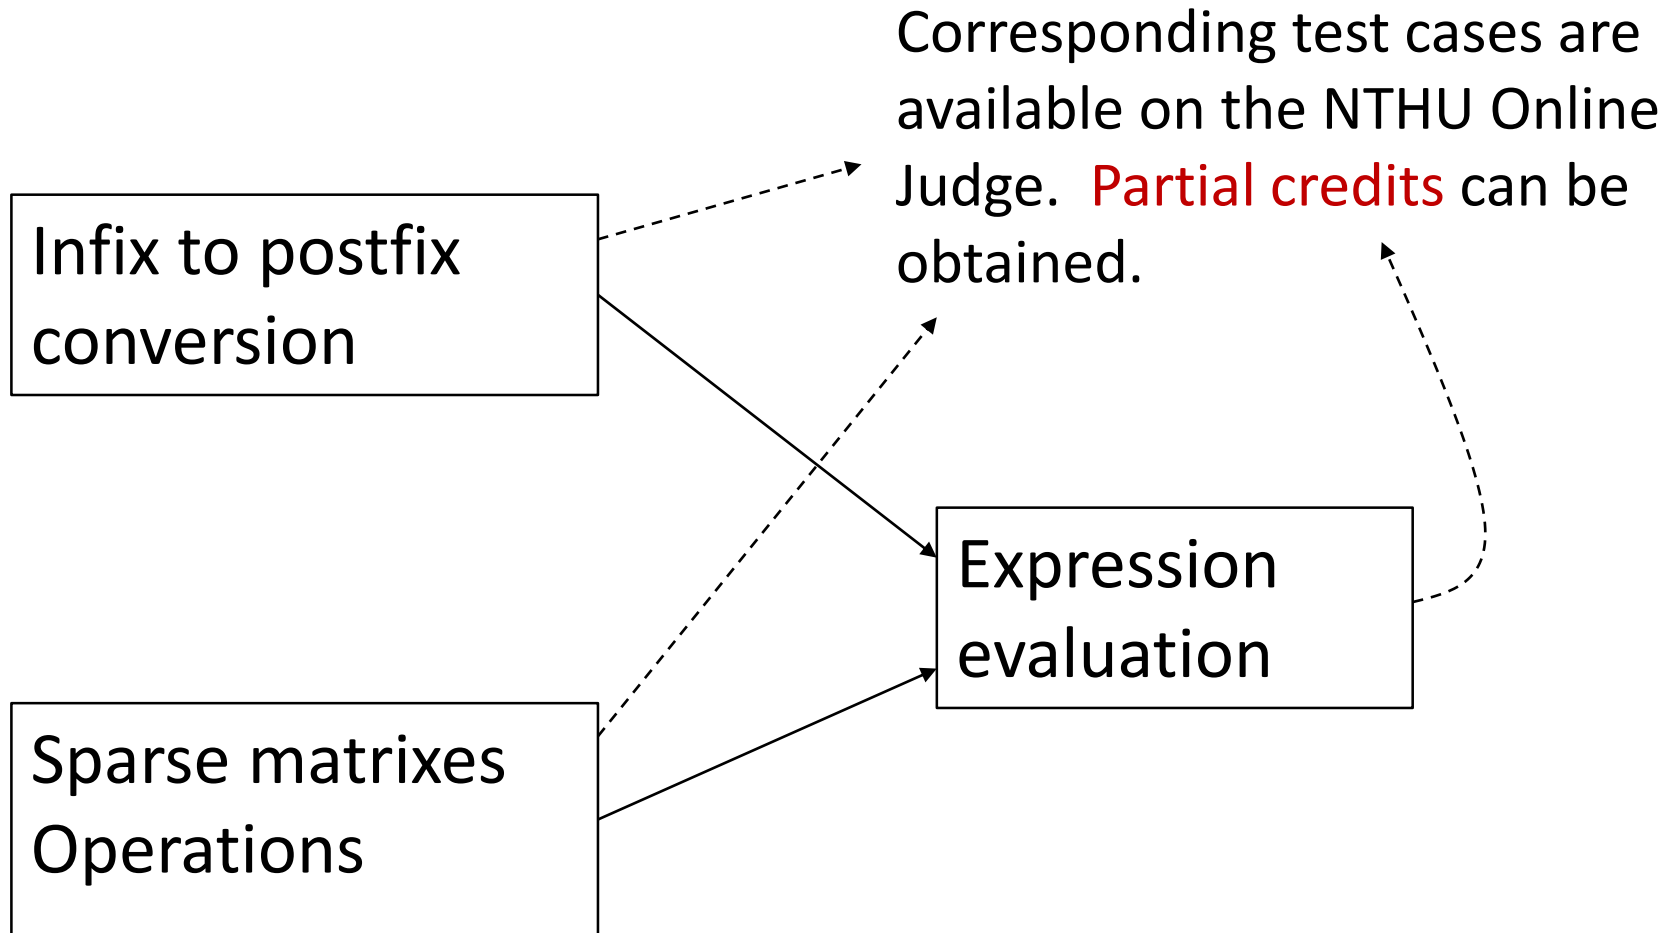 Corresponding test cases are
available on the NTHU Online
Judge.  Partial credits can be
obtained.
Infix to postfix
conversion
Expression
evaluation
Sparse matrixes
Operations